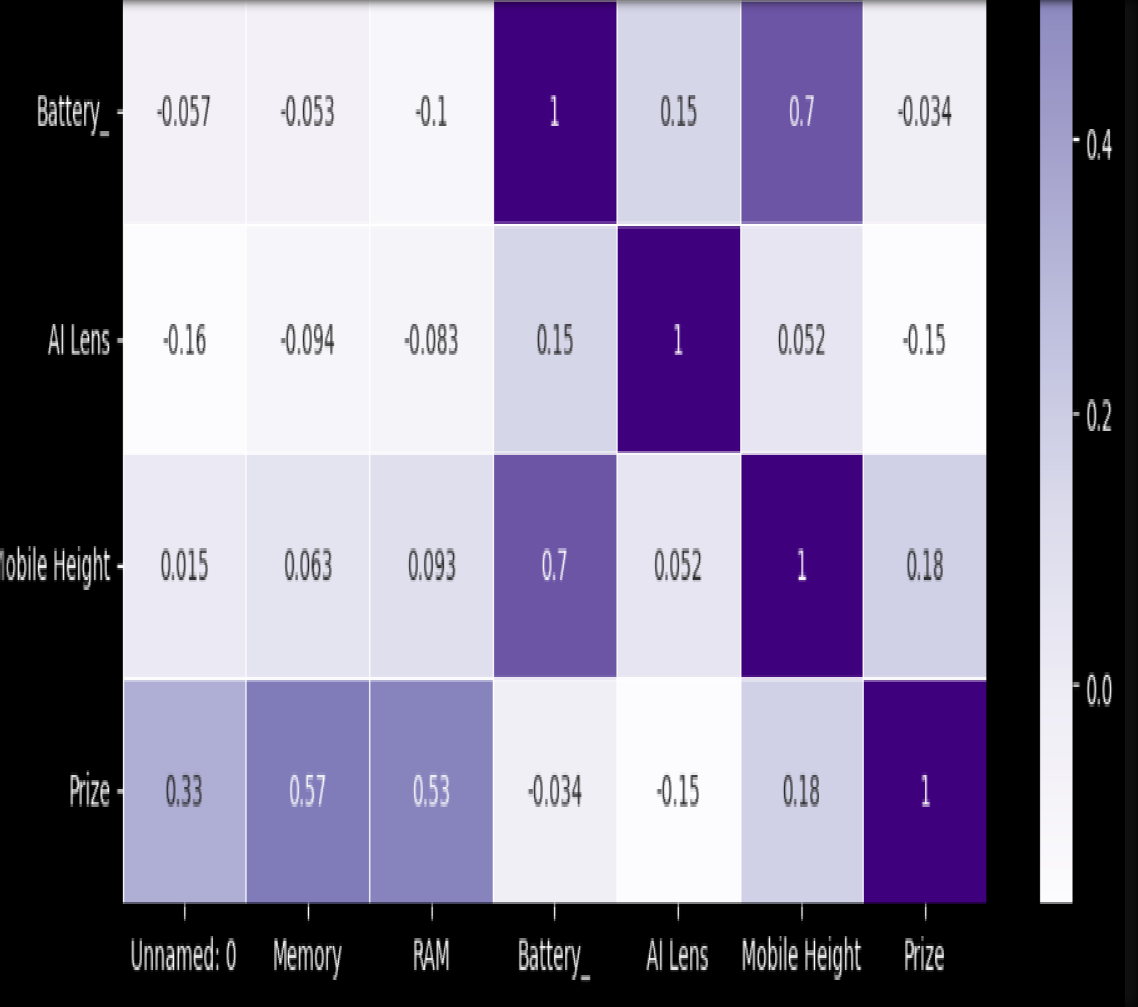 Battery_ -0.057 -0.053 -0.1 1 0.15 0.7 -0.034
0.4
AI Lens -0.16 -0.094 -0.083 0.15 1 0.052 -0.15
0.2
Mobile Height 0.015 0.063 0.093 0.7 0.052 1 0.18
0.0
Prize 0.33 0.57 0.53 -0.034 -0.15 0.18 1
Unnamed: 0 Memory RAM Battery_ AI Lens Mobile Height Prize